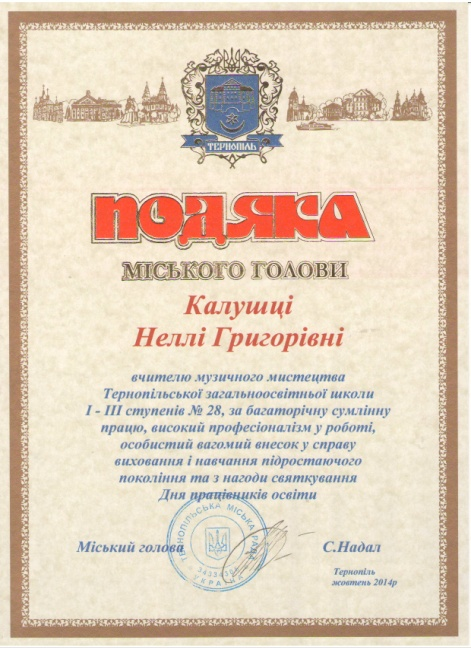 ТЕРНОПІЛЬ
ПОДЯКА
МІСЬКОГО ГОЛОВИ
Калушці
Неллі Григорівні
вчителю музичного мистецтва
Тернопільської загальноосвітньої школи
І - ІІІ ступенів № 28, за багаторічну сумлінну
працю, високий професіоналізм у роботі,
особистий вагомий внесок у справу
виховання і навчання підростаючого
покоління та з нагоди святкування
Дня працівників освіти
Міський голова С.Надал
ТЕРНОПІЛЬСЬКА МІСЬКА РАДА
УКРАЇНА
Тернопіль
жовтень 2014р